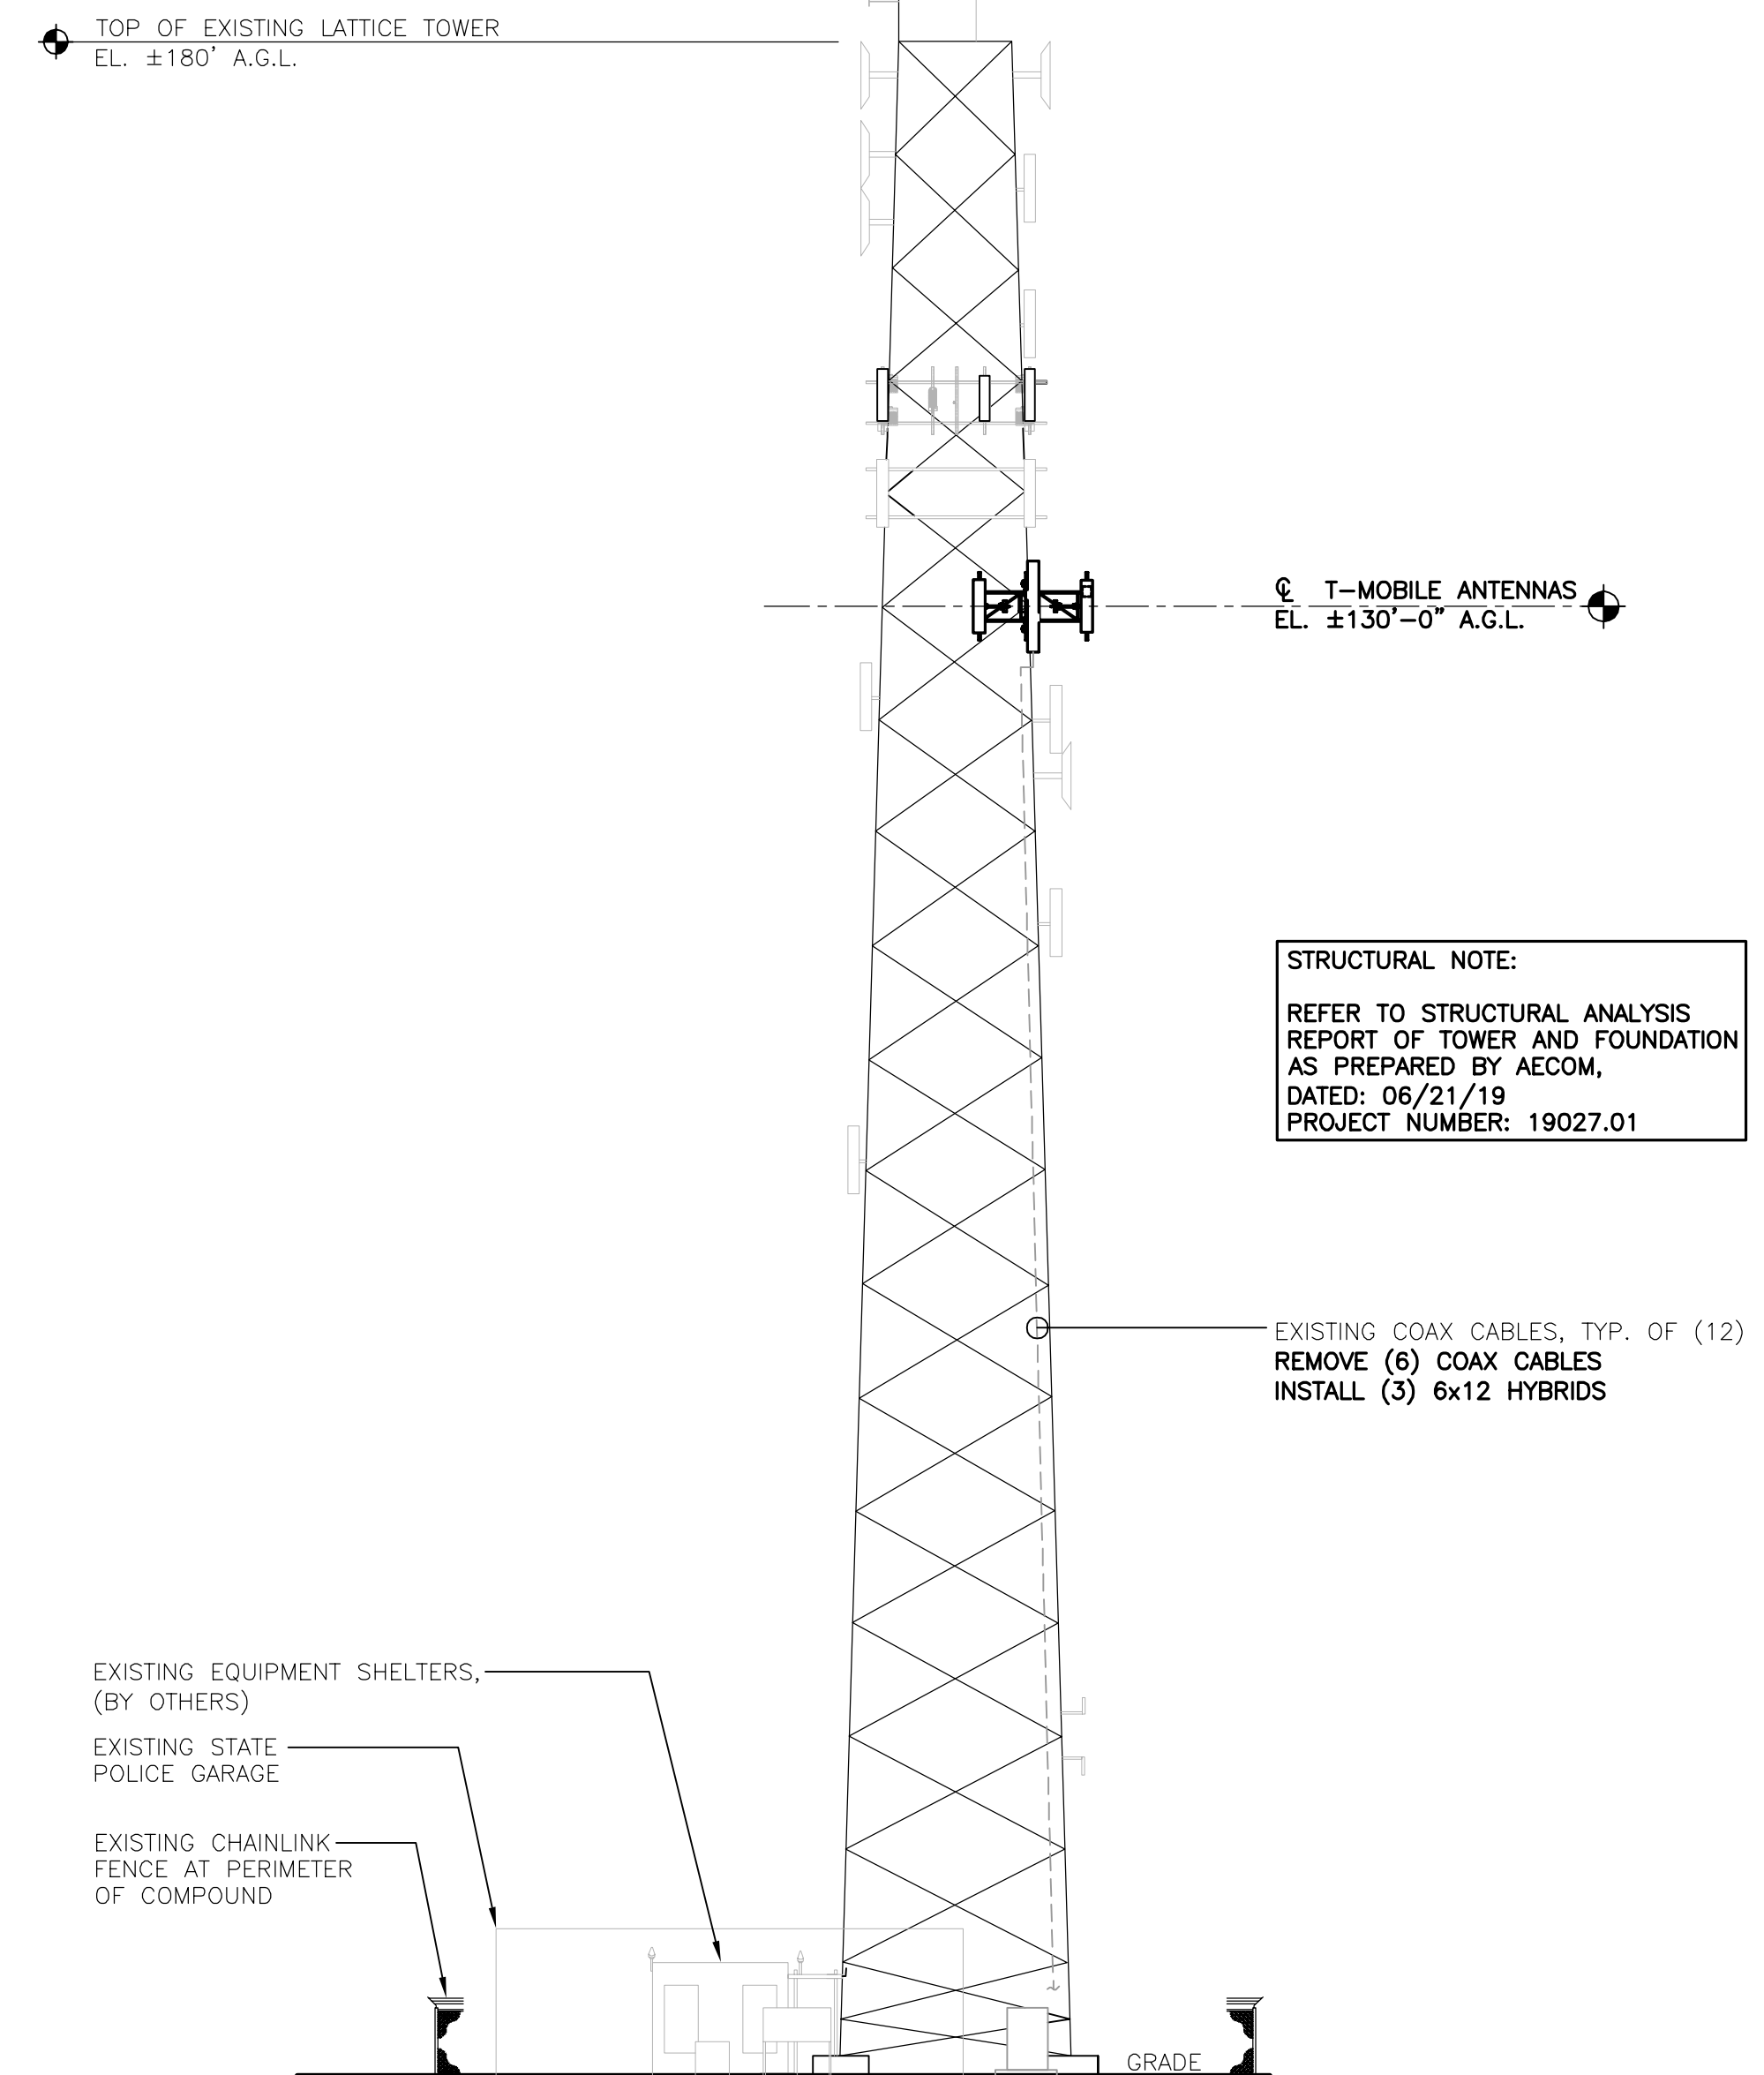 TOP OF EXISTING LATTICE TOWER
EL. ±180' A.G.L.
℄ T-MOBILE ANTENNAS
EL. ±130'-0" A.G.L.
STRUCTURAL NOTE:
REFER TO STRUCTURAL ANALYSIS
REPORT OF TOWER AND FOUNDATION
AS PREPARED BY AECOM,
DATED: 06/21/19
PROJECT NUMBER: 19027.01
EXISTING COAX CABLES, TYP. OF (12)
REMOVE (6) COAX CABLES
INSTALL (3) 6x12 HYBRIDS
EXISTING EQUIPMENT SHELTERS,
(BY OTHERS)
EXISTING STATE
POLICE GARAGE
EXISTING CHAINLINK
FENCE AT PERIMETER
OF COMPOUND
GRADE